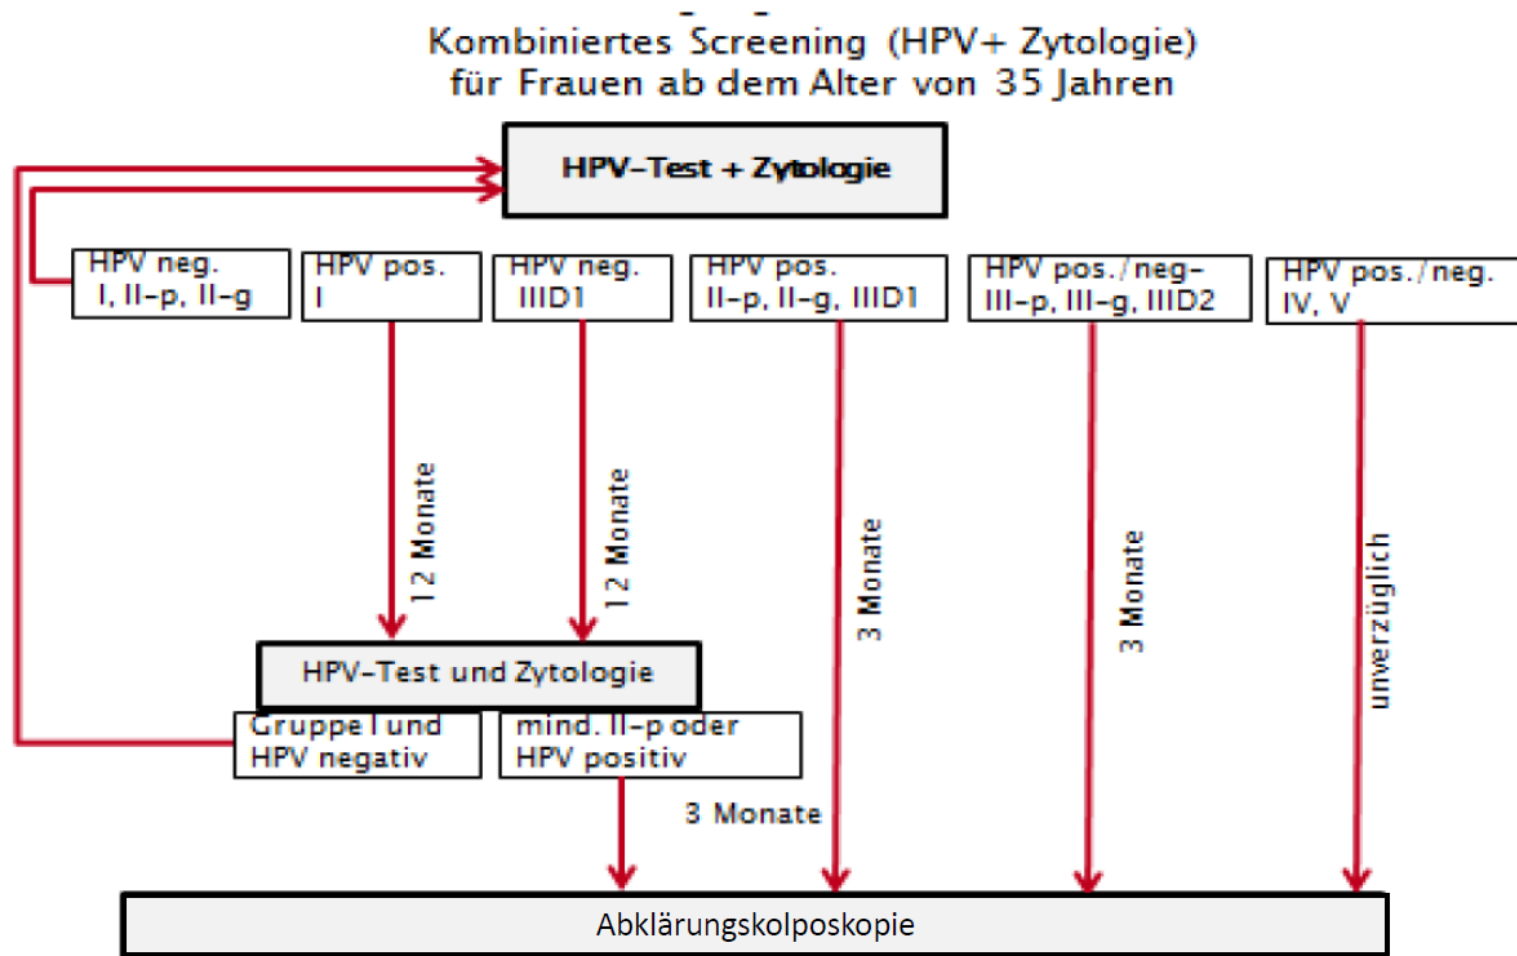 Kombiniertes Screening (HPV+ Zytologie)
für Frauen ab dem Alter von 35 Jahren
HPV-Test + Zytologie
HPV neg.
I, II-p, II-g
HPV pos.
I
HPV neg.
IIID1
HPV pos.
II-p, II-g, IIID1
HPV pos./neg-
III-p, III-g, IIID2
HPV pos./neg.
IV, V
12 Monate
12 Monate
3 Monate
3 Monate
unverzüglich
HPV-Test und Zytologie
Gruppe I und
HPV negativ
mind. II-p oder
HPV positiv
3 Monate
Abklärungskolposkopie